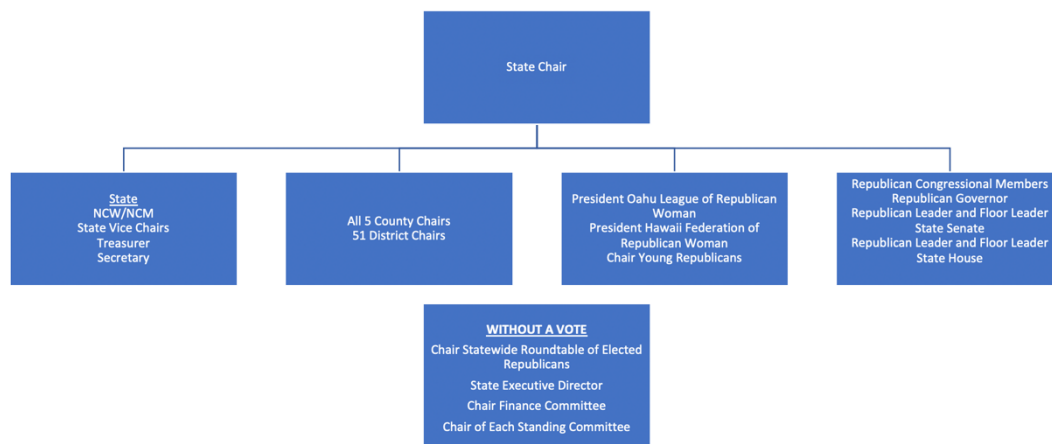 State Chair
State
NCW/NCM
State Vice Chairs
Treasurer
Secretary
All 5 County Chairs
51 District Chairs
President Oahu League of Republican
Woman
President Hawaii Federation of
Republican Woman
Chair Young Republicans
Republican Congressional Members
Republican Governor
Republican Leader and Floor Leader
State Senate
Republican Leader and Floor Leader
State House
WITHOUT A VOTE
Chair Statewide Roundtable of Elected
Republicans
State Executive Director
Chair Finance Committee
Chair of Each Standing Committee